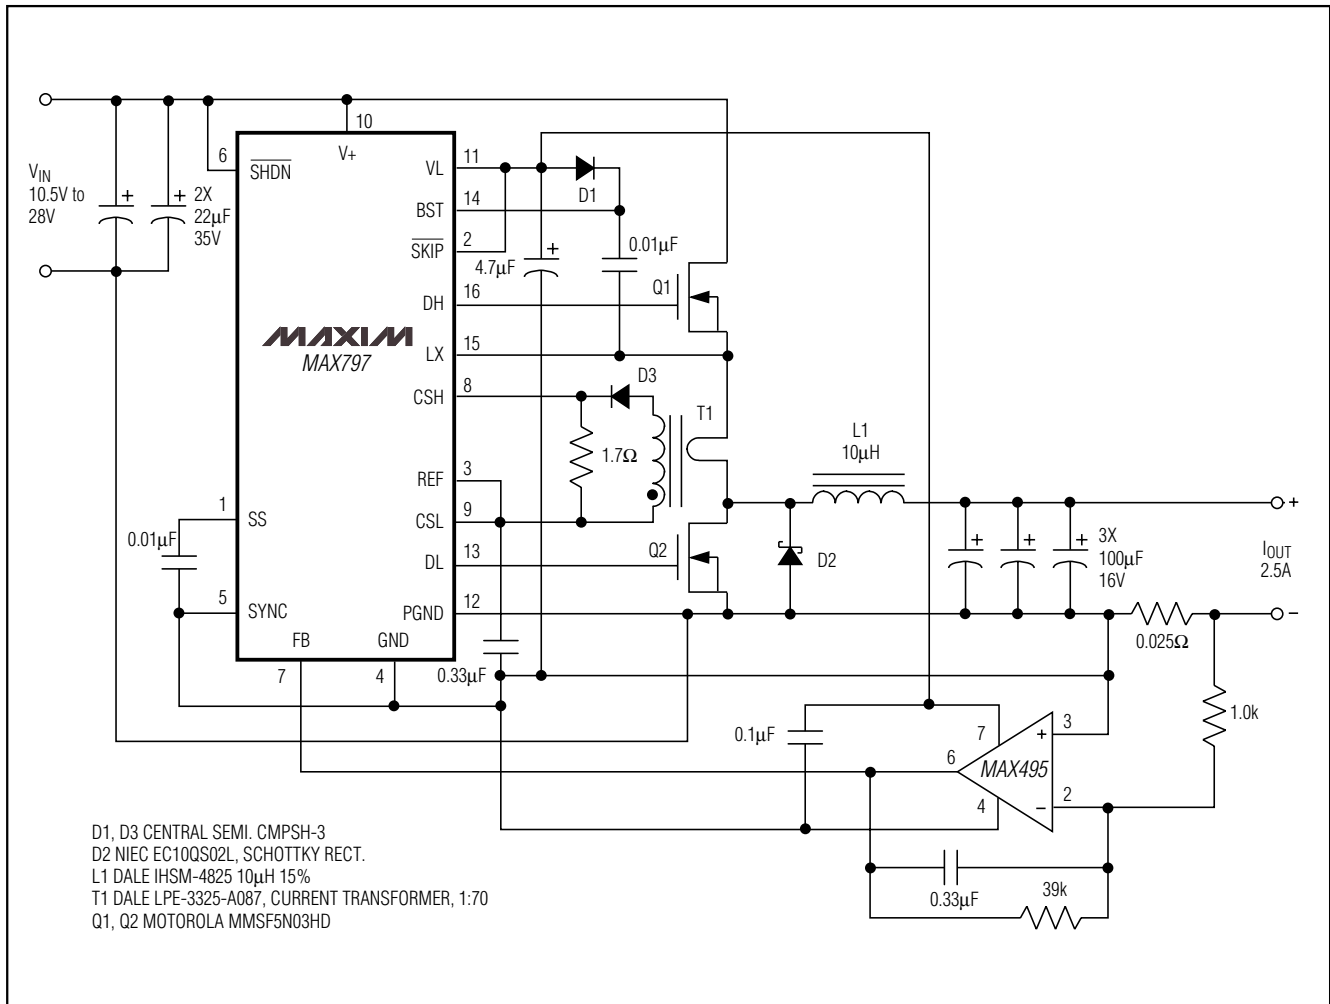 VIN
10.5V to
28V
2X
22µF
35V
6
SHDN
10
V+
VL
11
BST
14
SKIP
2
DH
16
MAXIM
MAX797
LX
15
CSH
8
REF
3
CSL
9
DL
13
PGND
12
1
SS
0.01µF
5
SYNC
FB
GND
7
4
D1
4.7µF
+
0.01µF
Q1
D3
T1
1.7Ω
L1
10µH
Q2
D2
+
+
+
+
+
3X
100µF
16V
+
IOUT
2.5A
–
0.025Ω
0.33µF
1.0k
0.1µF
7
+
3
6
MAX495
4
–
2
0.33µF
39k
D1, D3 CENTRAL SEMI. CMPSH-3
D2 NIEC EC10QS02L, SCHOTTKY RECT.
L1 DALE IHSM-4825 10µH 15%
T1 DALE LPE-3325-A087, CURRENT TRANSFORMER, 1:70
Q1, Q2 MOTOROLA MMSF5N03HD